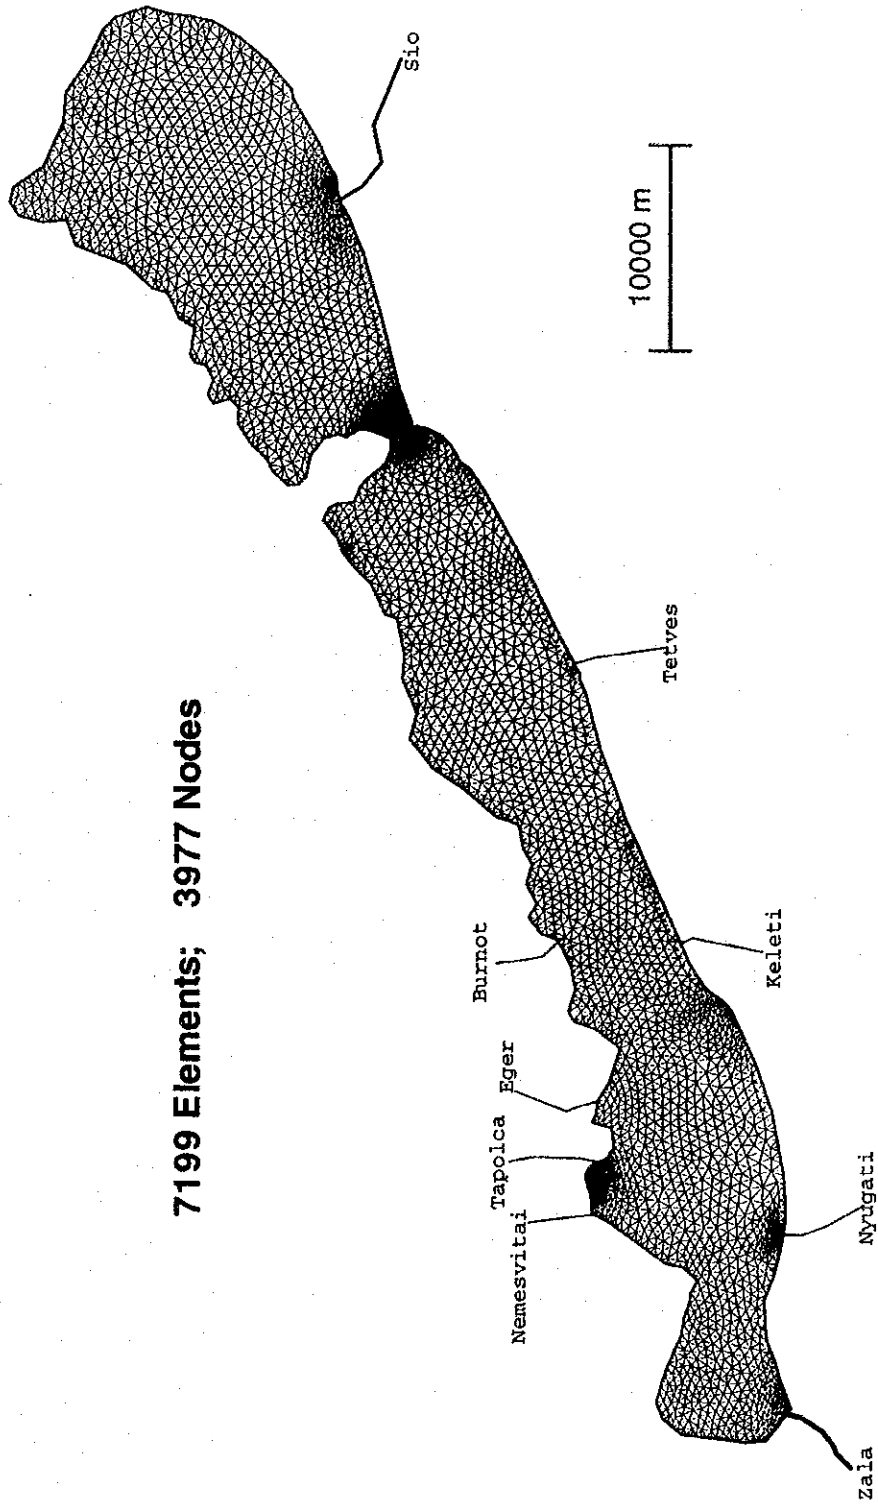 7199 Elements; 3977 Nodes
Sio
10000 m
Tetves
Burnot
Keleti
Eger
Tapolca
Nemesvitai
Nyugati
Zala